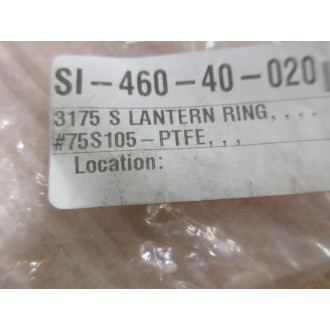 SI-460-40-020
3175 S LANTERN RING, , , ,
#75S105-PTFE, , ,
Location: